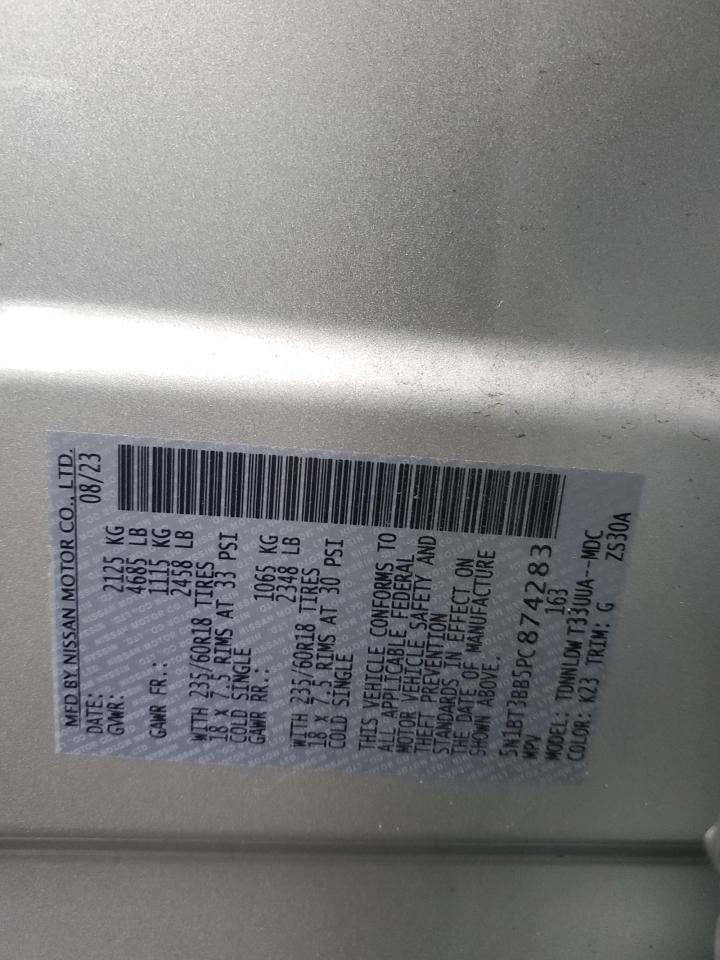 MFD BY NISSAN MOTOR CO., LTD.
DATE: 08/23
GVWR: 2125 KG
4685 LB
GAWR FR.: 1115 KG
2458 LB
WITH 235/60R18 TIRES
18 X 7.5 RIMS AT 33 PSI
COLD SINGLE
GAWR RR.: 1065 KG
2348 LB
WITH 235/60R18 TIRES
18 X 7.5 RIMS AT 30 PSI
COLD SINGLE
THIS VEHICLE CONFORMS TO
ALL APPLICABLE FEDERAL
MOTOR VEHICLE SAFETY AND
THEFT PREVENTION
STANDARDS IN EFFECT ON
THE DATE OF MANUFACTURE
SHOWN ABOVE.
5N1BT3BB5PC874283
MPV 163
MODEL: TDNNLDW T33UUA--MDC
COLOR: K23 TRIM: G ZS30A